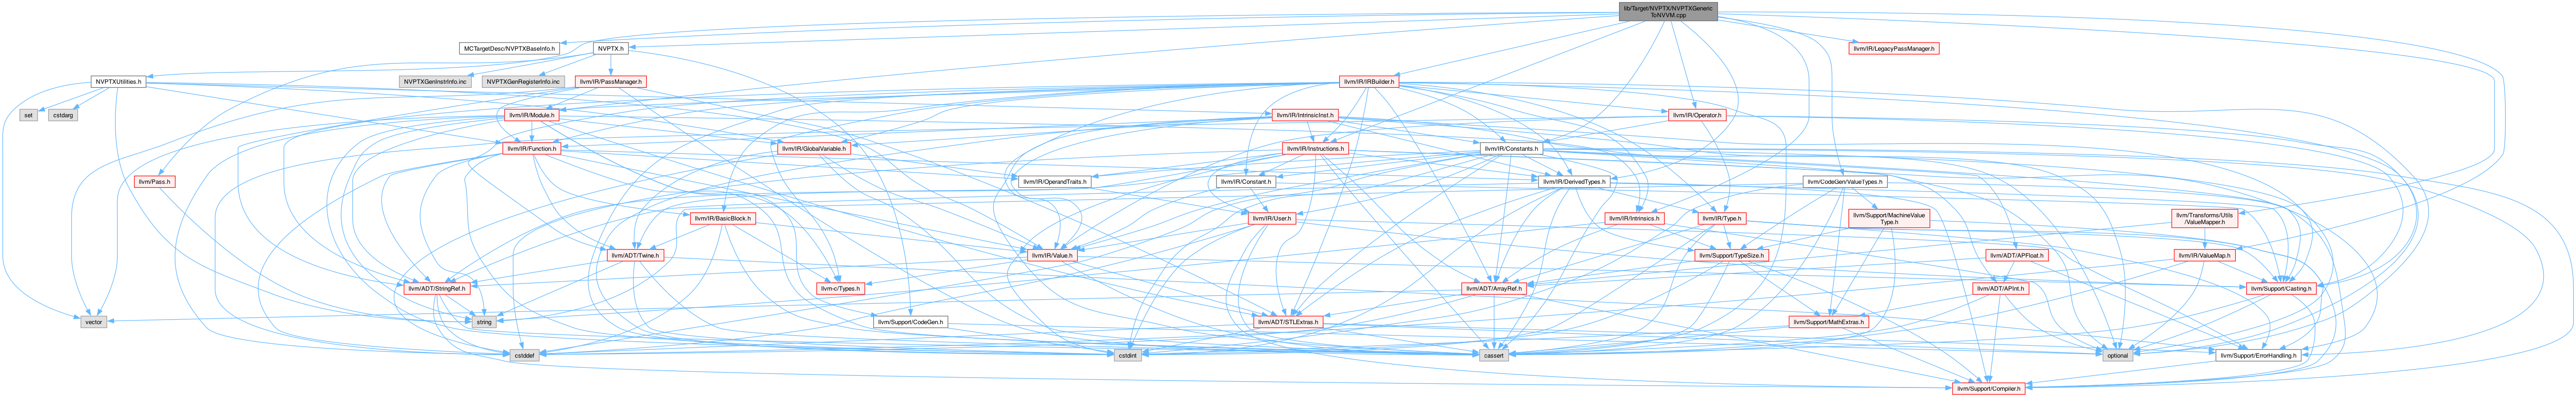 lib/Target/NVPTX/NVPTXGeneric
ToNVVM.cpp
MCTargetDesc/NVPTXBaseInfo.h
NVPTX.h
llvm/IR/LegacyPassManager.h
NVPTXUtilities.h
NVPTXGenInstrInfo.inc
NVPTXGenRegisterInfo.inc
llvm/IR/PassManager.h
llvm/IR/IRBuilder.h
set
cstdarg
llvm/IR/Module.h
llvm/IR/IntrinsicInst.h
llvm/IR/Operator.h
llvm/IR/Function.h
llvm/IR/GlobalVariable.h
llvm/IR/Instructions.h
llvm/IR/Constants.h
llvm/Pass.h
llvm/IR/OperandTraits.h
llvm/IR/Constant.h
llvm/IR/DerivedTypes.h
llvm/CodeGen/ValueTypes.h
llvm/IR/BasicBlock.h
llvm/IR/User.h
llvm/IR/Intrinsics.h
llvm/IR/Type.h
llvm/Support/MachineValue
Type.h
llvm/Transforms/Utils
/ValueMapper.h
llvm/ADT/Twine.h
llvm/IR/Value.h
llvm/Support/TypeSize.h
llvm/ADT/APFloat.h
llvm/IR/ValueMap.h
llvm/ADT/StringRef.h
llvm-c/Types.h
llvm/ADT/ArrayRef.h
llvm/ADT/APInt.h
llvm/Support/Casting.h
vector
string
llvm/Support/CodeGen.h
llvm/ADT/STLExtras.h
llvm/Support/MathExtras.h
cstddef
cstdint
cassert
optional
llvm/Support/ErrorHandling.h
llvm/Support/Compiler.h